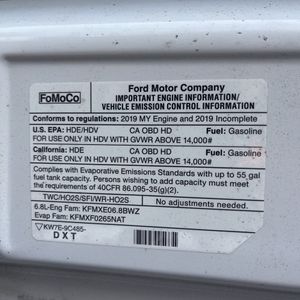 FoMoCo
Ford Motor Company
IMPORTANT ENGINE INFORMATION/
VEHICLE EMISSION CONTROL INFORMATION
Conforms to regulations: 2019 MY Engine and 2019 Incomplete
U.S. EPA: HDE/HDV CA OBD HD Fuel: Gasoline
FOR USE ONLY IN HDV WITH GVWR ABOVE 14,000#
California: HDE CA OBD HD Fuel: Gasoline
FOR USE ONLY IN HDV WITH GVWR ABOVE 14,000#
Complies with Evaporative Emissions Standards with up to 55 gal
fuel tank capacity. Persons wishing to add capacity must meet
the requirement of 40CFR 86.095-35(g)(2).
TWC/HO2S/SFI/WR-HO2S No adjustments needed.
6.8L-Eng Fam: KFMXE06.8BWZ
Evap Fam: KFMXF0265NAT
KW7E-9C485-
DXT